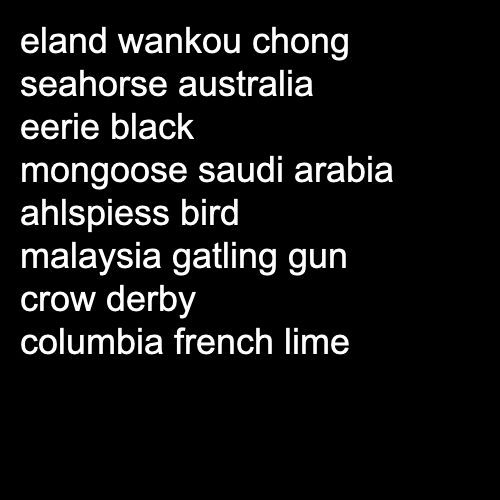 eland wankou chong
seahorse australia
eerie black
mongoose saudi arabia
ahlspiess bird
malaysia gatling gun
crow derby
columbia french lime